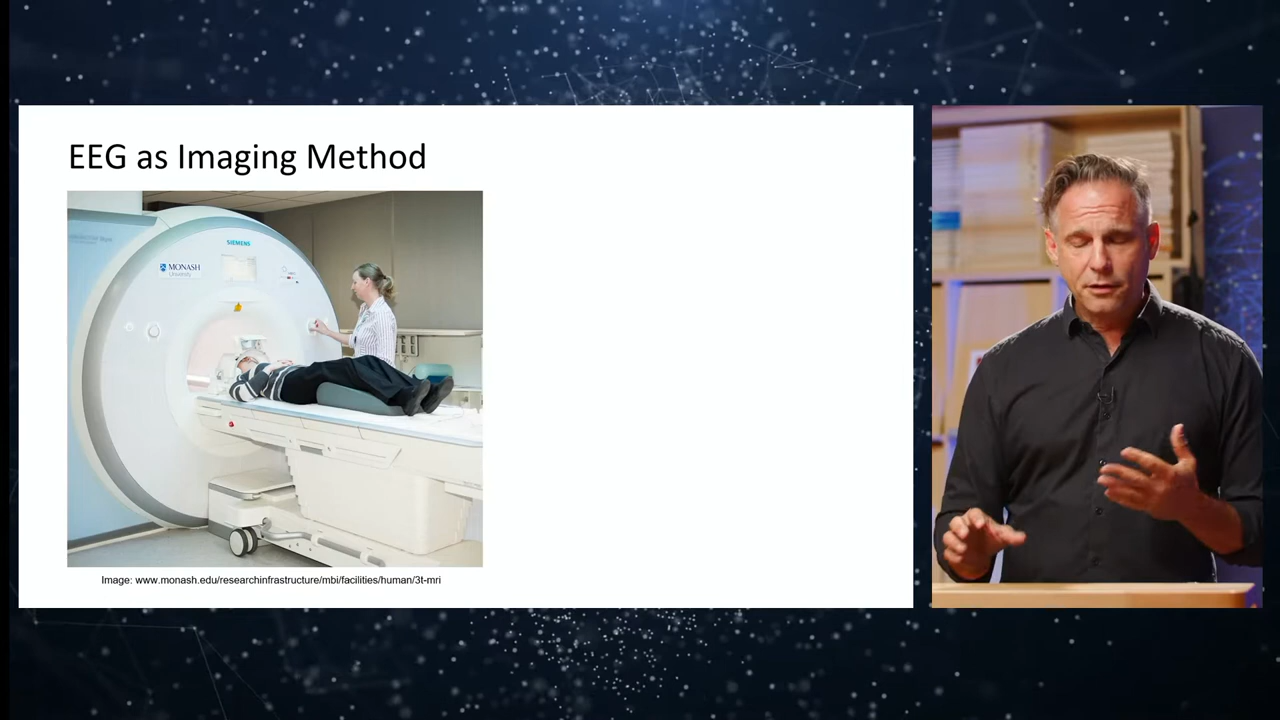 EEG as Imaging Method
SIEMENS
MONASH
University
Image: www.monash.edu/researchinfrastructure/mbi/facilities/human/3t-mri